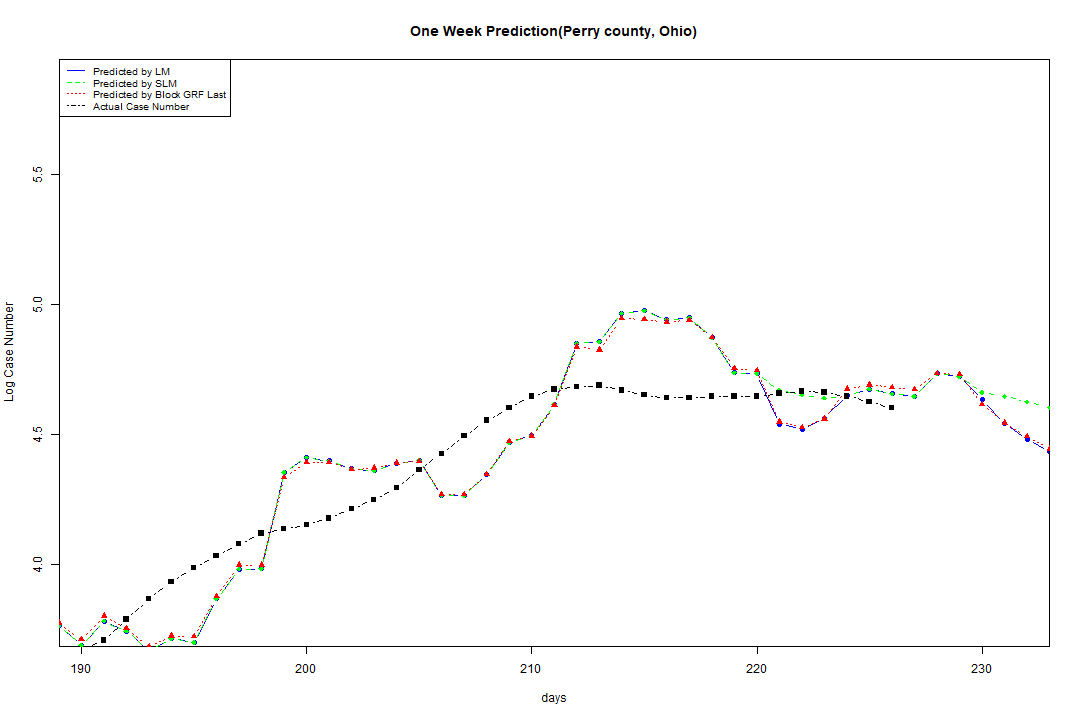 One Week Prediction(Perry county, Ohio)
Predicted by LM
Predicted by SLM
Predicted by Block GRF Last
Actual Case Number
5.5
5.0
4.5
4.0
Log Case Number
190 200 210 220 230
days